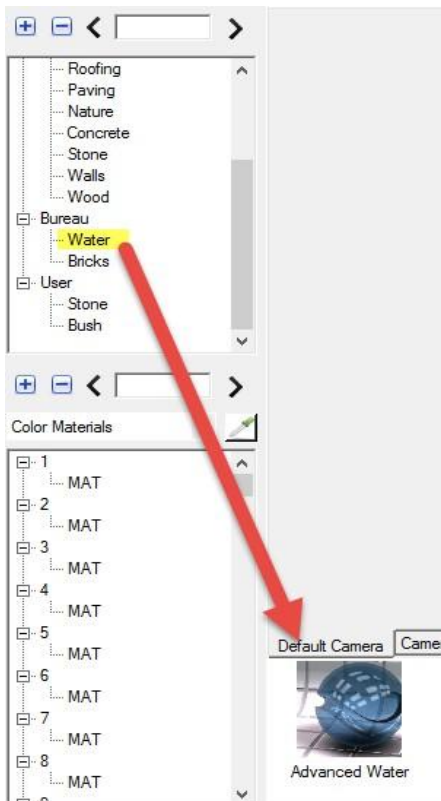 Roofing
Paving
Nature
Concrete
Stone
Walls
Wood
Bureau
Water
Bricks
User
Stone
Bush
Color Materials
1
MAT
2
MAT
3
MAT
4
MAT
5
MAT
6
MAT
7
MAT
8
MAT
Default Camera
Advanced Water